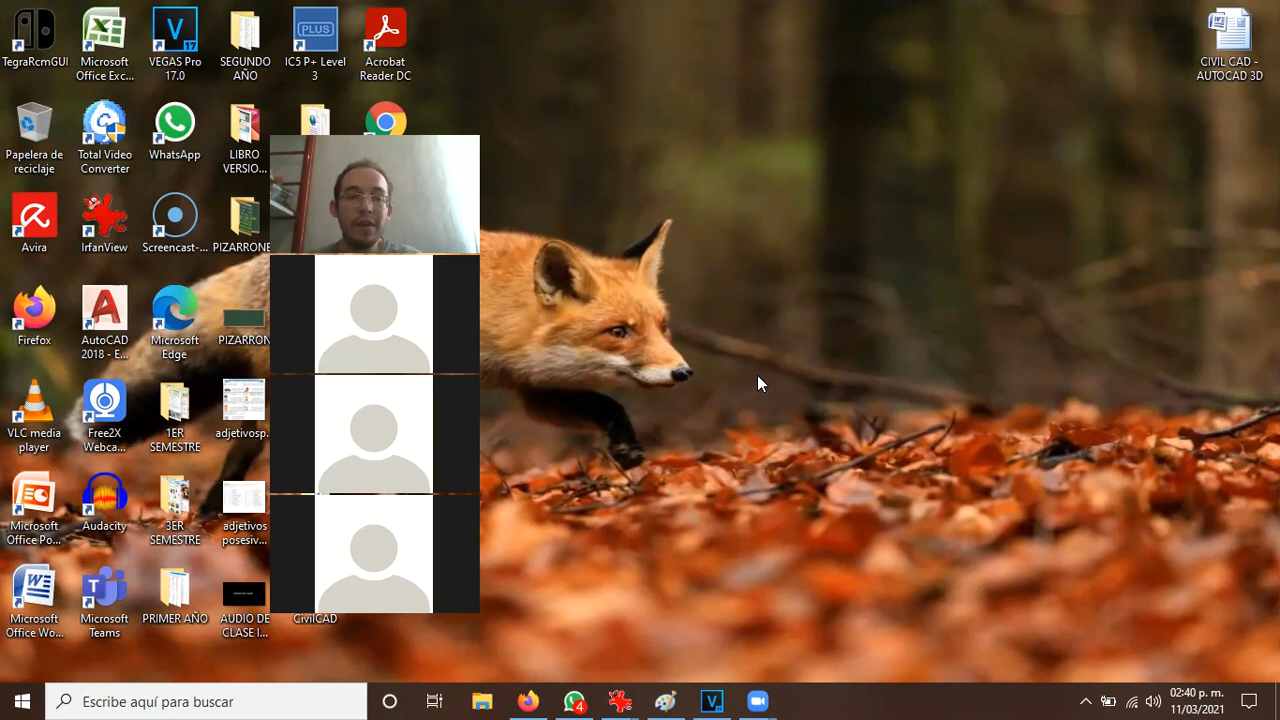 TegraRcmGUI
Microsoft
Office Exc...
V
17
VEGAS Pro
17.0
SEGUNDO
AÑO
PLUS
IC5 P+ Level
3
Acrobat
Reader DC
CIVIL CAD -
AUTOCAD 3D
Papelera de
reciclaje
Total Video
Converter
WhatsApp
LIBRO
VERSIO...
Avira
IrfanView
Screencast-...
PIZARRONE
Firefox
AutoCAD
2018 - E...
Microsoft
Edge
PIZARRON
VLC media
player
Free2X
Webca...
1ER
SEMESTRE
adjetivosp.
Microsoft
Office Po...
Audacity
3ER
SEMESTRE
adjetivos
posesiv...
Microsoft
Office Wo...
Microsoft
Teams
PRIMER AÑO
AUDIO DE
CLASE I...
CivilCAD
Escribe aquí para buscar
4
V
02:40 p. m.
11/03/2021